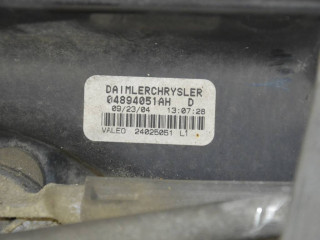 DAIMLERCHRYSLER
04894051AH D
09/23/04 13:07:28
VALEO 24025051 L1